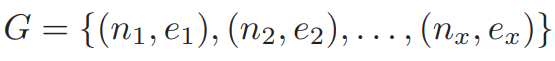 G = {(n₁, e₁), (n₂, e₂), . . . , (nₓ, eₓ)}